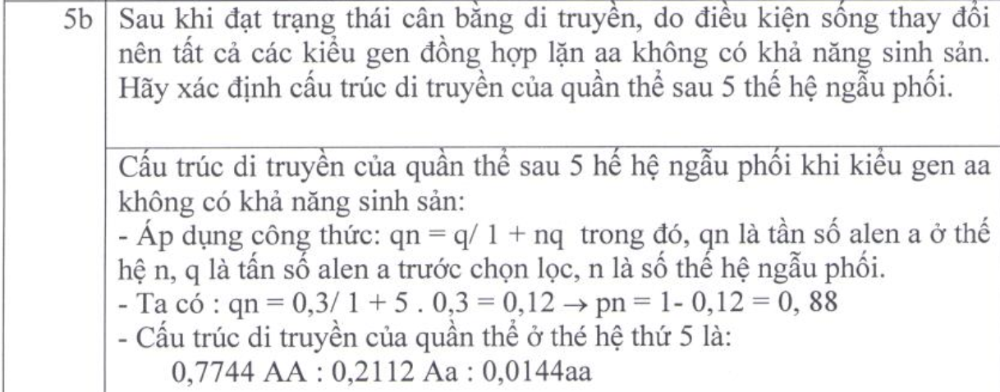 5b Sau khi đạt trạng thái cân bằng di truyền, do điều kiện sống thay đổi
nên tất cả các kiểu gen đồng hợp lặn aa không có khả năng sinh sản.
Hãy xác định cấu trúc di truyền của quần thể sau 5 thế hệ ngẫu phối.
Cấu trúc di truyền của quần thể sau 5 hế hệ ngẫu phối khi kiểu gen aa
không có khả năng sinh sản:
- Áp dụng công thức: qn = q/ 1 + nq trong đó, qn là tần số alen a ở thế
hệ n, q là tấn số alen a trước chọn lọc, n là số thế hệ ngẫu phối.
- Ta có : qn = 0,3/ 1 + 5 . 0,3 = 0,12 → pn = 1- 0,12 = 0, 88
- Cấu trúc di truyền của quần thể ở thé hệ thứ 5 là:
0,7744 AA : 0,2112 Aa : 0,0144aa